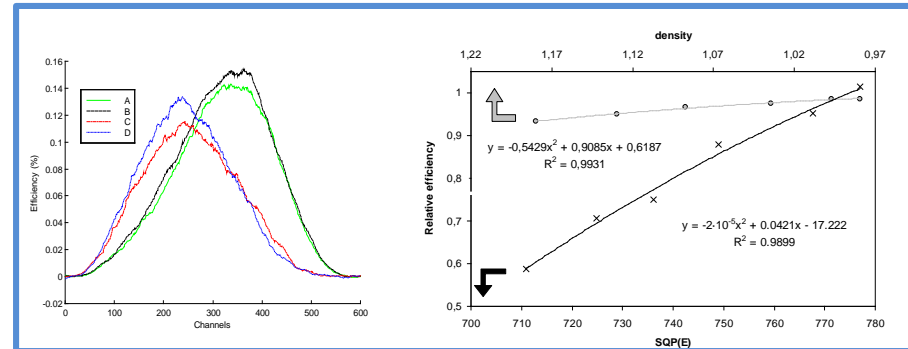 0.16
0.14
0.12
0.10
0.08
0.06
0.04
0.02
0
-0.02
Efficiency (%)
A
B
C
D
0 100 200 300 400 500 600
Channels
density
1,22 1,17 1,12 1,07 1,02 0,97
1
0,9
0,8
0,7
0,6
0,5
Relative efficiency
y = -0,5429x² + 0,9085x + 0,6187
R² = 0,9931
y = -2·10⁻⁵x² + 0.0421x - 17.222
R² = 0.9899
700 710 720 730 740 750 760 770 780
SQP(E)